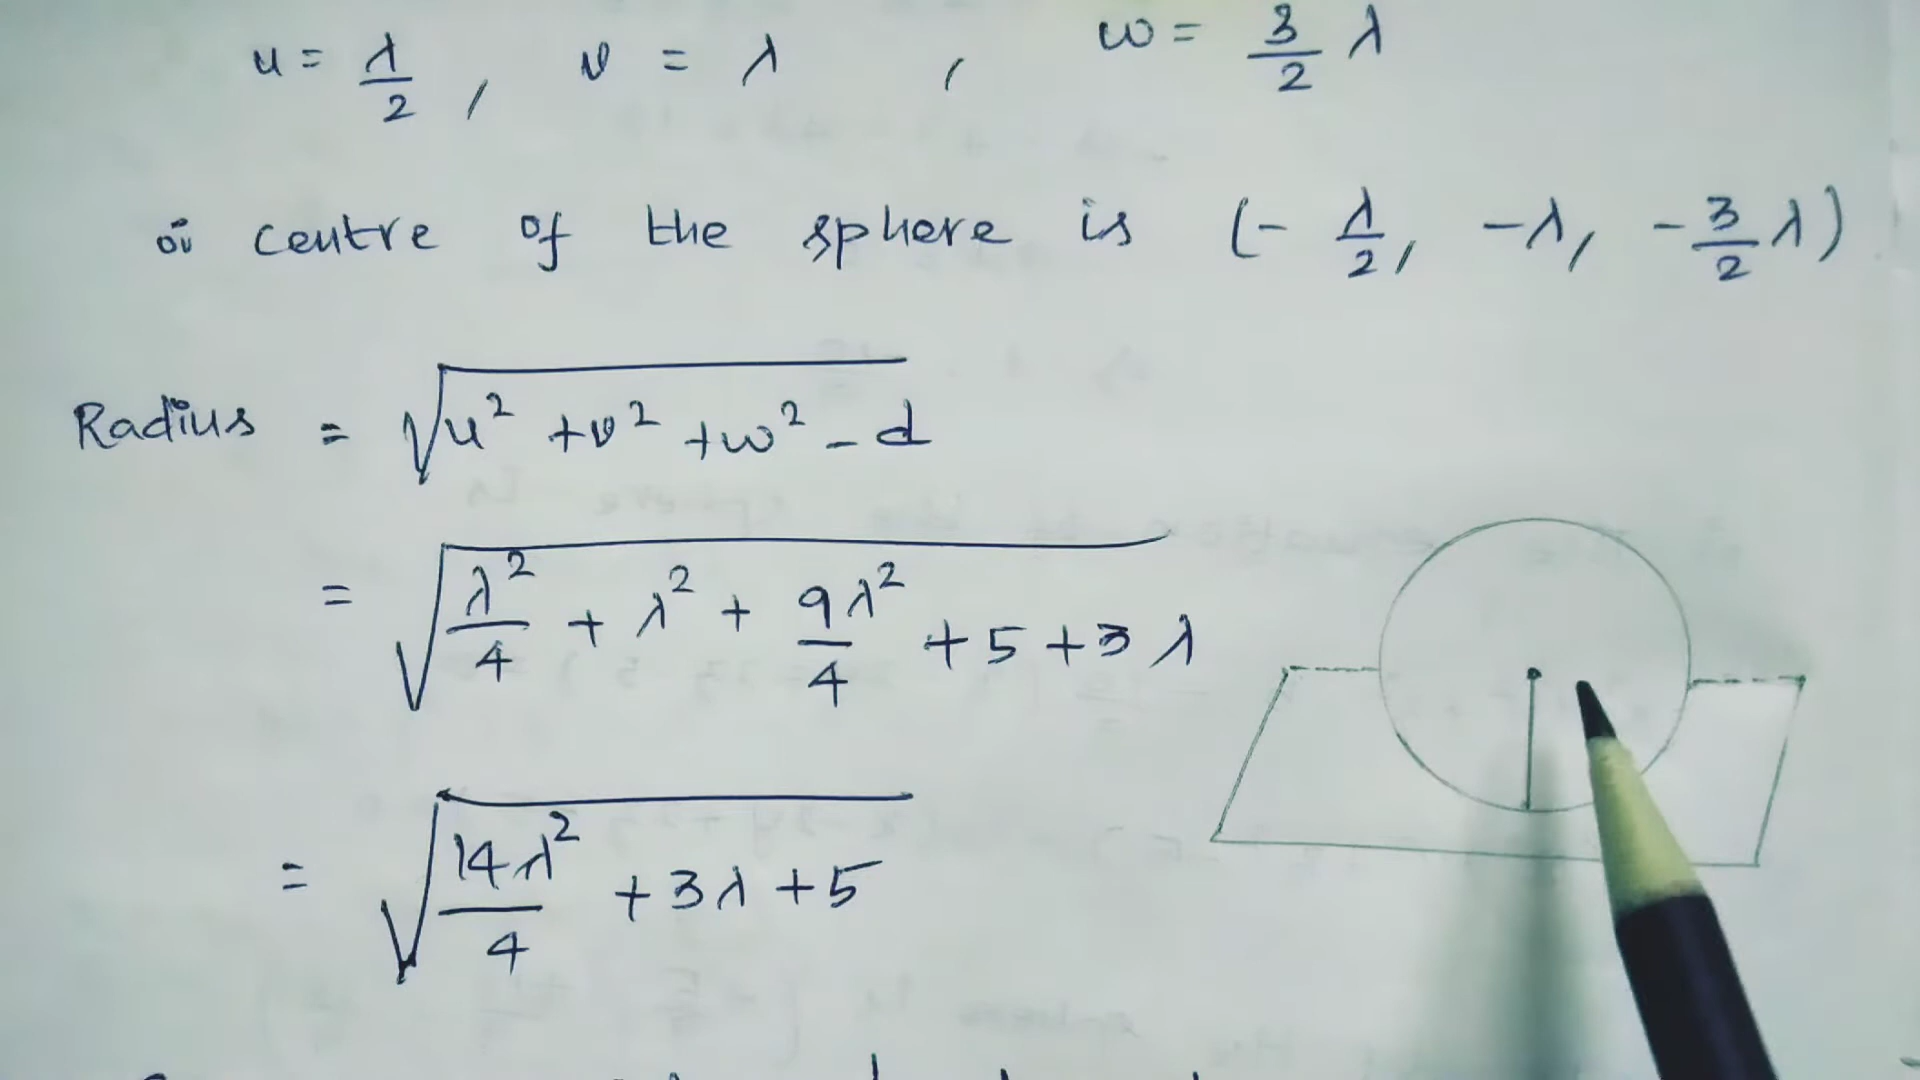 u = λ/2 , v = λ , w = 3/2 λ
∴ centre of the sphere is (- λ/2, -λ, -3/2 λ)
Radius = √(u² + v² + w² - d)
= √(λ²/4 + λ² + 9λ²/4 + 5 + 3λ)
= √(14λ²/4 + 3λ + 5)